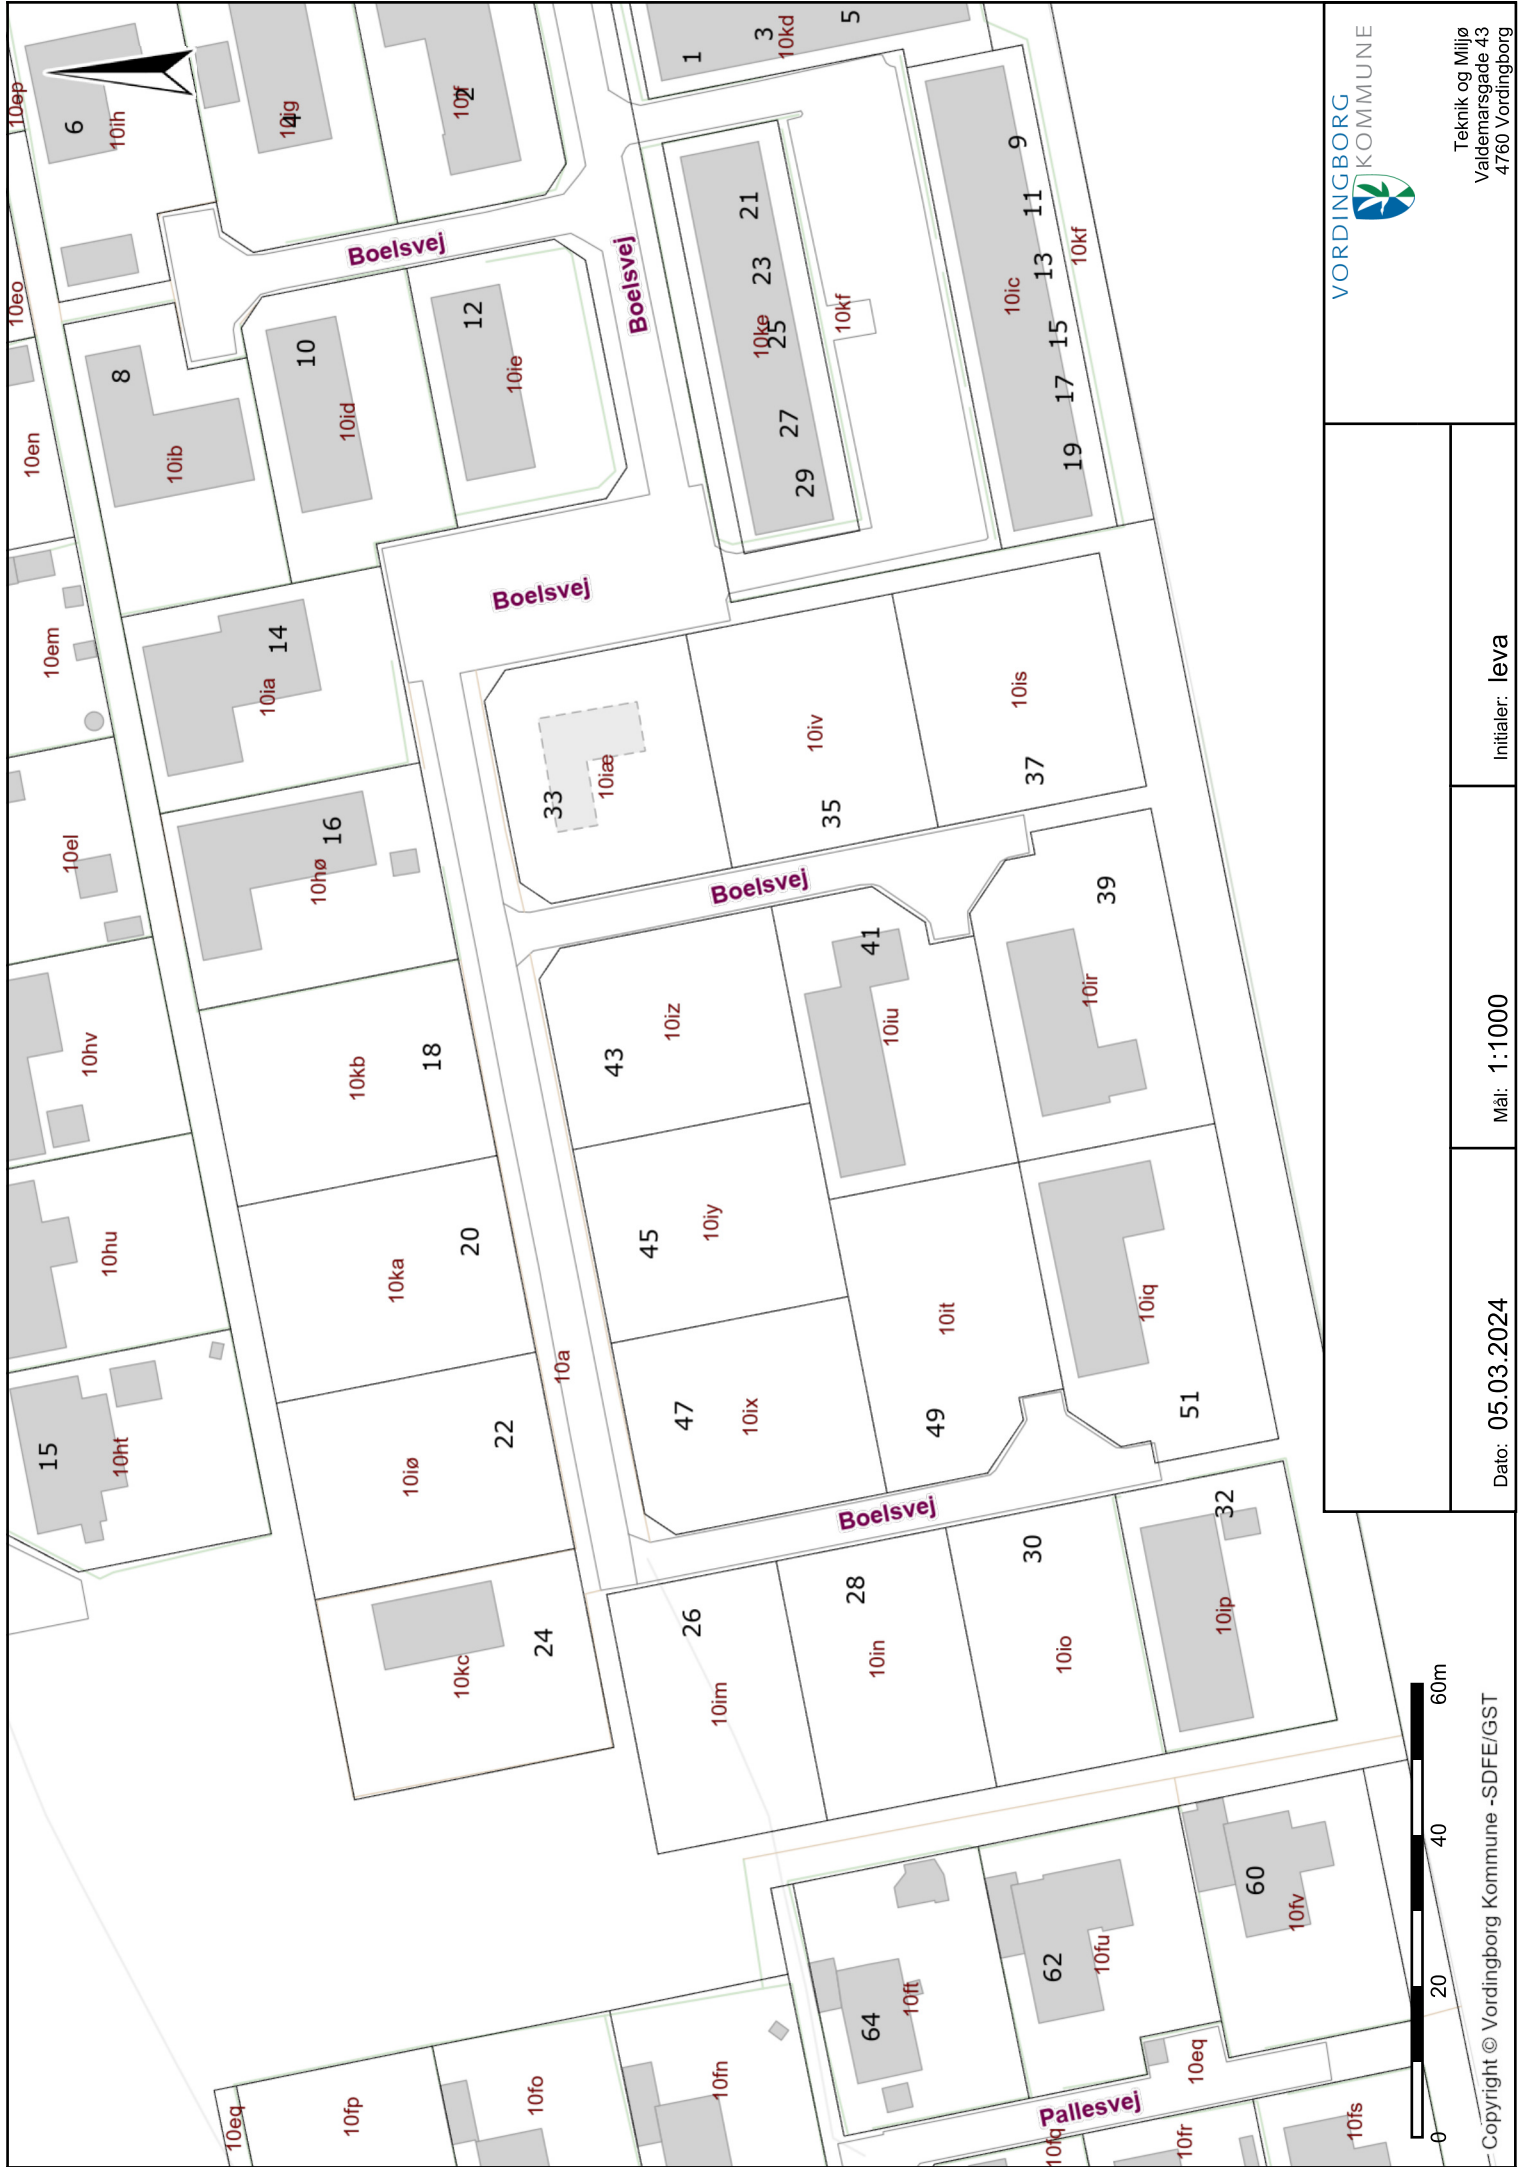 VORDINGBORG
KOMMUNE
Teknik og Miljø
Valdemarsgade 43
4760 Vordingborg
Initialer: Ieva
Mål: 1:1000
Dato: 05.03.2024
10eq
10fp
10fo
10fn
64
10ft
62
10fu
60
10fv
Pallesvej
10eq
10fq
10fr
10fs
15
10ht
10hu
10hv
10el
10em
10en
10eo
10ep
24
10kc
22
10iø
20
10ka
18
10kb
16
10hø
14
10ia
8
10ib
10
10id
12
10ie
6
10ih
4
10ig
2
10if
Boelsvej
Boelsvej
Boelsvej
10a
26
10im
28
10in
30
10io
32
10ip
Boelsvej
47
10ix
45
10iy
43
10iz
49
10it
41
10iu
51
10iq
39
10ir
Boelsvej
33
10iæ
35
10iv
37
10is
29
27
25
23
21
10ke
10kf
19
17
15
13
11
9
10ic
10kf
1
3
5
10kd
0
20
40
60m
Copyright © Vordingborg Kommune -SDFE/GST